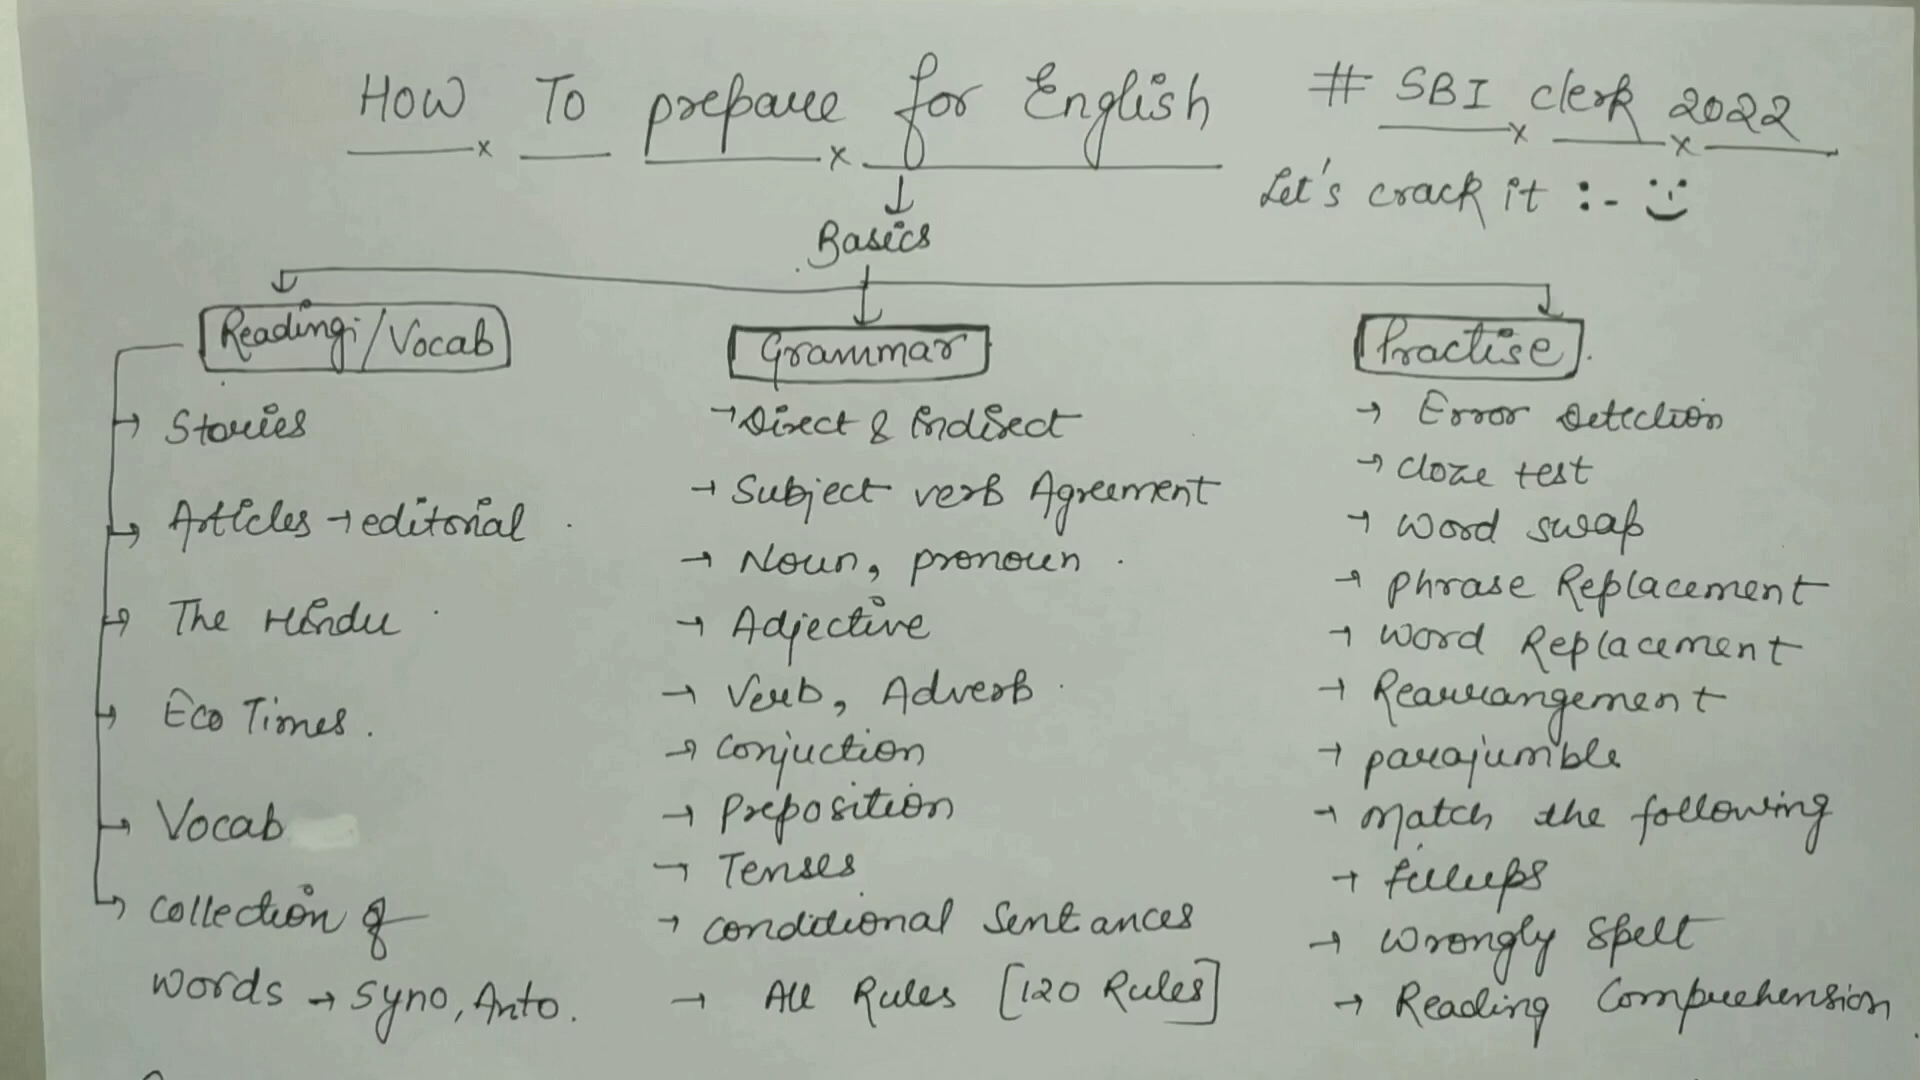 How To prepare for English # SBI clerk 2022
Let's crack it :- :)
Basics
Reading/Vocab
→ Stories
→ Articles → editorial
→ The Hindu
→ Eco Times.
→ Vocab
→ collection of
words → Syno, Anto.
Grammar
→ Direct & indirect
→ Subject verb Agreement
→ Noun, pronoun
→ Adjective
→ Verb, Adverb
→ conjuction
→ Preposition
→ Tenses
→ conditional Sentances
→ All Rules [120 Rules]
Practise
→ Error detection
→ cloze test
→ word swap
→ phrase Replacement
→ word Replacement
→ Rearrangement
→ parajumble
→ Match the following
→ fillups
→ wrongly spelt
→ Reading Comprehension